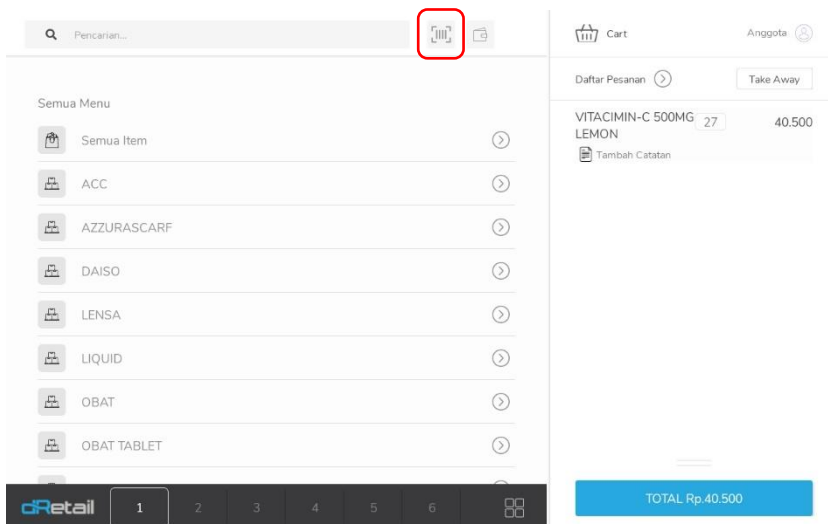 Pencarian...
Semua Menu
Semua Item
ACC
AZZURASCARF
DAISO
LENSA
LIQUID
OBAT
OBAT TABLET
dRetail 1 2 3 4 5 6
Cart Anggota
Daftar Pesanan Take Away
VITACIMIN-C 500MG 27 40.500
LEMON
Tambah Catatan
TOTAL Rp.40.500